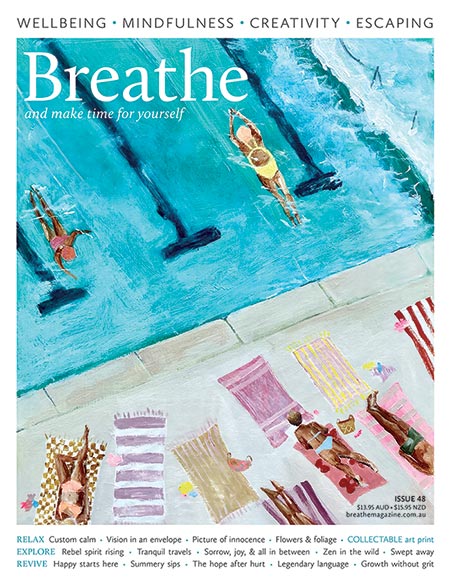 WELLBEING • MINDFULNESS • CREATIVITY • ESCAPING
Breathe
and make time for yourself
ISSUE 48
$13.95 AUD • $15.95 NZD
breathemagazine.com.au
RELAX Custom calm • Vision in an envelope • Picture of innocence • Flowers & foliage • COLLECTABLE art print
EXPLORE Rebel spirit rising • Tranquil travels • Sorrow, joy, & all in between • Zen in the wild • Swept away
REVIVE Happy starts here • Summery sips • The hope after hurt • Legendary language • Growth without grit